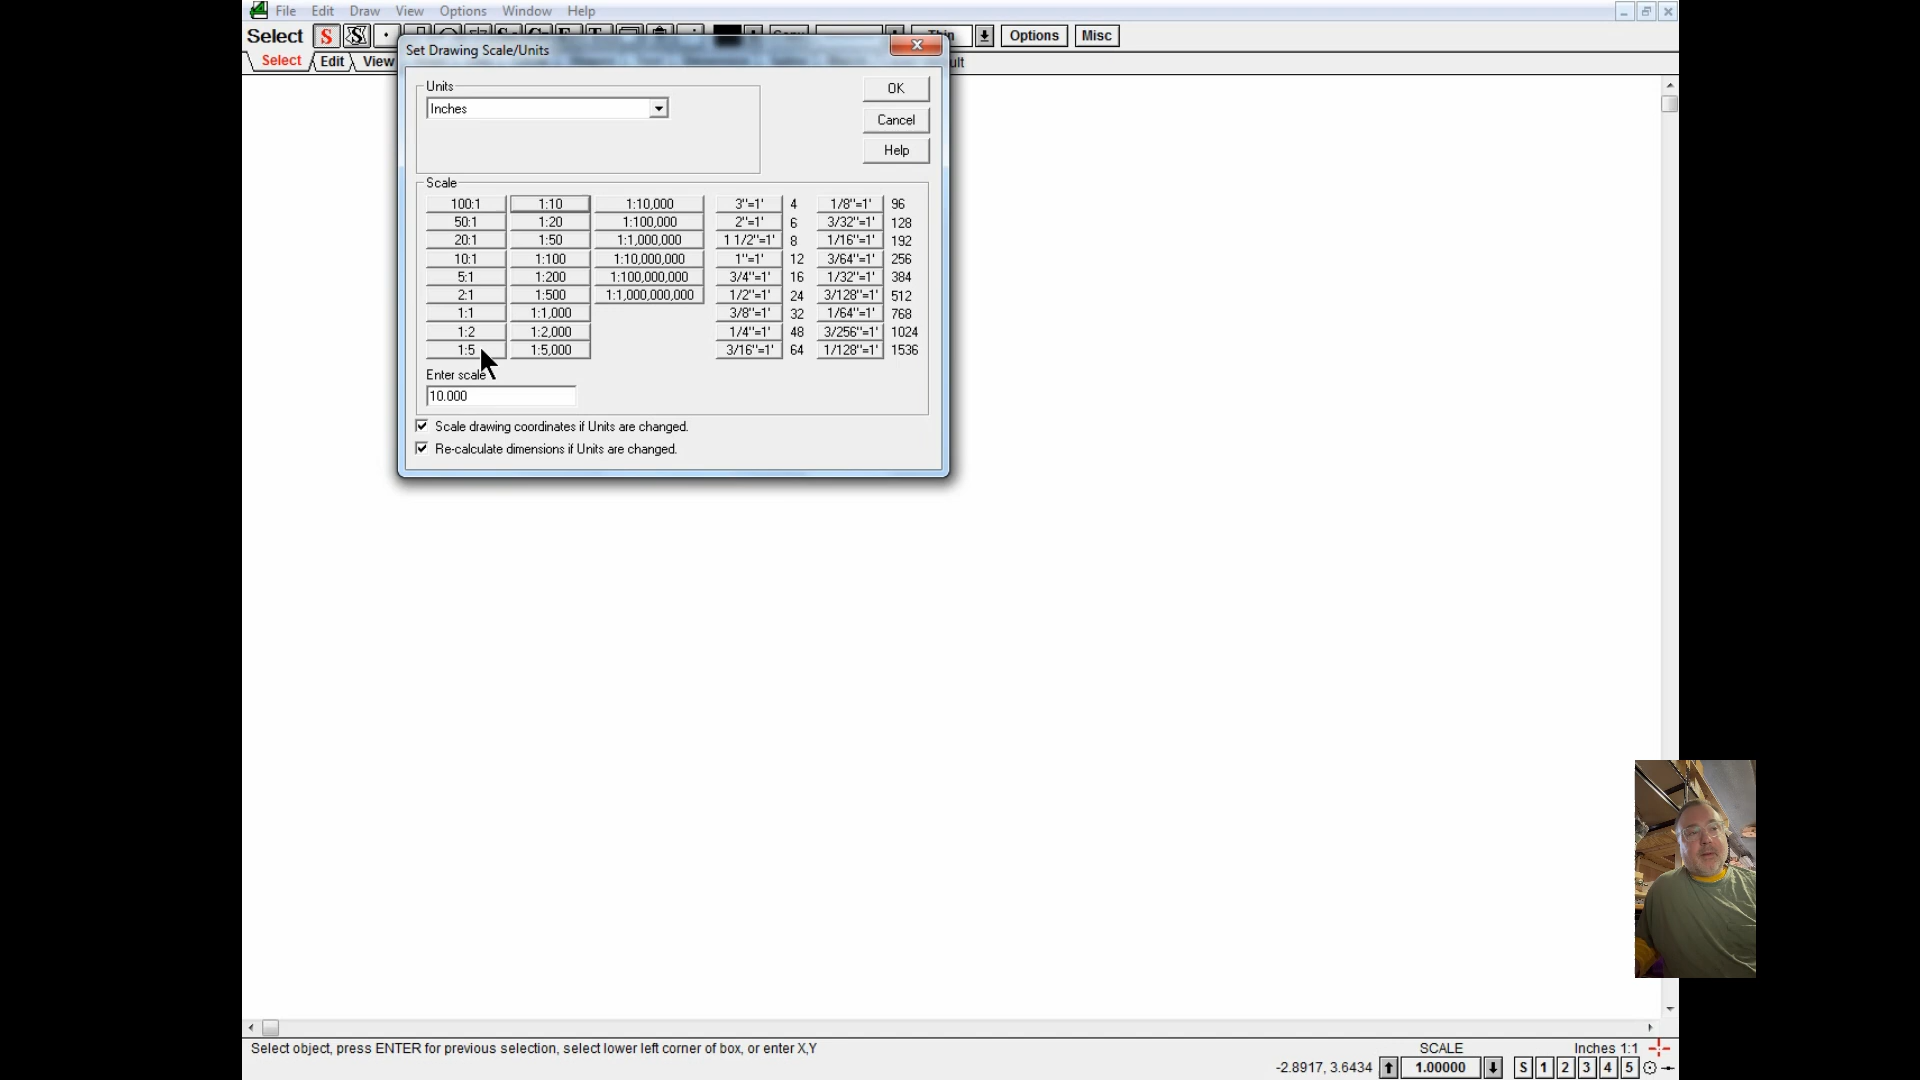 File Edit Draw View Options Window Help
Select S S Options Misc
Select Edit View
Set Drawing Scale/Units
Units
Inches
OK
Cancel
Help
Scale
100:1 1:10 1:10,000 3"=1' 4 1/8"=1' 96
50:1 1:20 1:100,000 2"=1' 6 3/32"=1' 128
20:1 1:50 1:1,000,000 1 1/2"=1' 8 1/16"=1' 192
10:1 1:100 1:10,000,000 1"=1' 12 3/64"=1' 256
5:1 1:200 1:100,000,000 3/4"=1' 16 1/32"=1' 384
2:1 1:500 1:1,000,000,000 1/2"=1' 24 3/128"=1' 512
1:1 1:1,000 3/8"=1' 32 1/64"=1' 768
1:2 1:2,000 1/4"=1' 48 3/256"=1' 1024
1:5 1:5,000 3/16"=1' 64 1/128"=1' 1536
Enter scale
10.000
Scale drawing coordinates if Units are changed.
Re-calculate dimensions if Units are changed.
Select object, press ENTER for previous selection, select lower left corner of box, or enter X,Y
SCALE Inches 1:1
-2.8917, 3.6434 1.00000 S 1 2 3 4 5